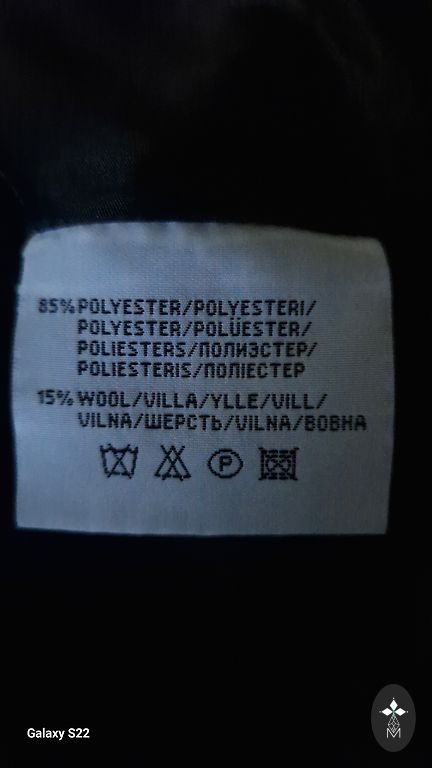 85% POLYESTER/POLYESTERI/
POLYESTER/POLÜESTER/
POLIESTERS/ПОЛИЭСТЕР/
POLIESTERIS/ПОЛІЕСТЕР
15% WOOL/VILLA/YLLE/VILL/
VILNA/ШЕРСТЬ/VILNA/ВОВНА
P
Galaxy S22
M